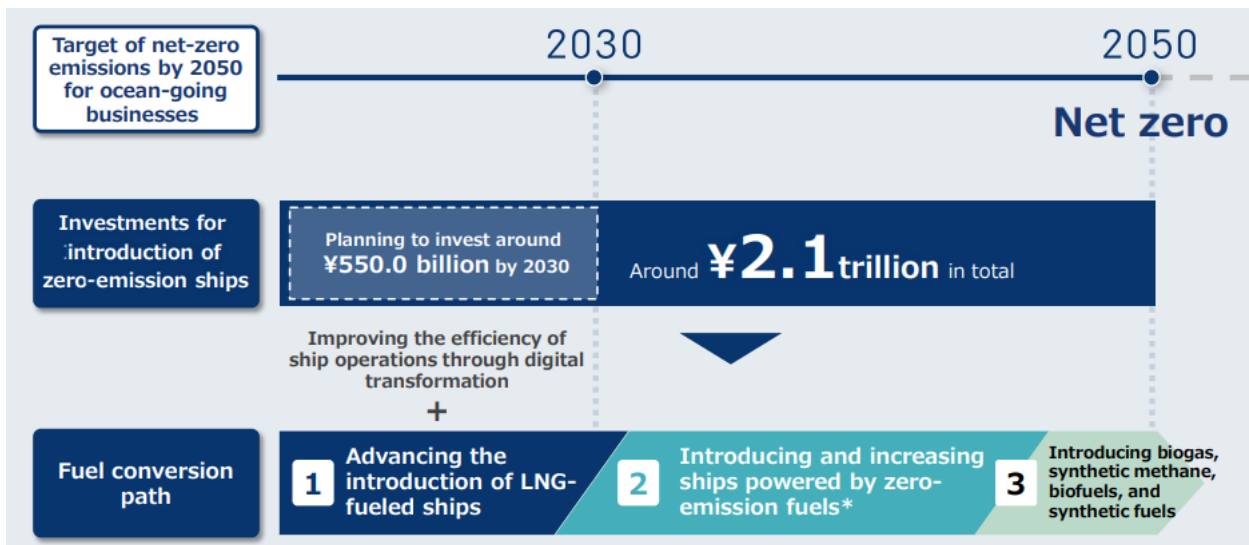 Target of net-zero
emissions by 2050
for ocean-going
businesses
2030
2050
Net zero
Investments for
introduction of
zero-emission ships
Planning to invest around
¥550.0 billion by 2030
Around ¥2.1 trillion in total
Improving the efficiency of
ship operations through digital
transformation
+
Fuel conversion
path
1
Advancing the
introduction of LNG-
fueled ships
2
Introducing and increasing
ships powered by zero-
emission fuels*
3
Introducing biogas,
synthetic methane,
biofuels, and
synthetic fuels